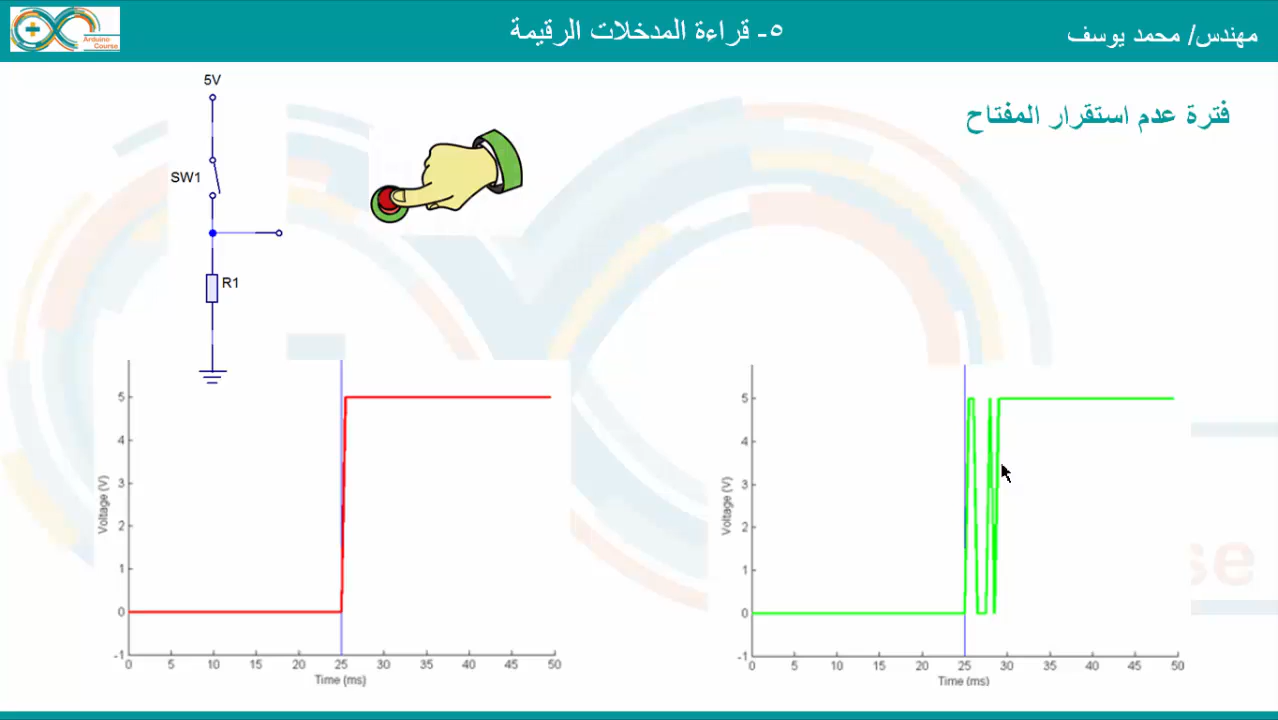 Arduino
Course
٥- قراءة المدخلات الرقيمة
مهندس/ محمد يوسف
فترة عدم استقرار المفتاح
5V
SW1
R1
5
4
3
2
1
0
-1
Voltage (V)
0 5 10 15 20 25 30 35 40 45 50
Time (ms)
5
4
3
2
1
0
-1
Voltage (V)
0 5 10 15 20 25 30 35 40 45 50
Time (ms)
se